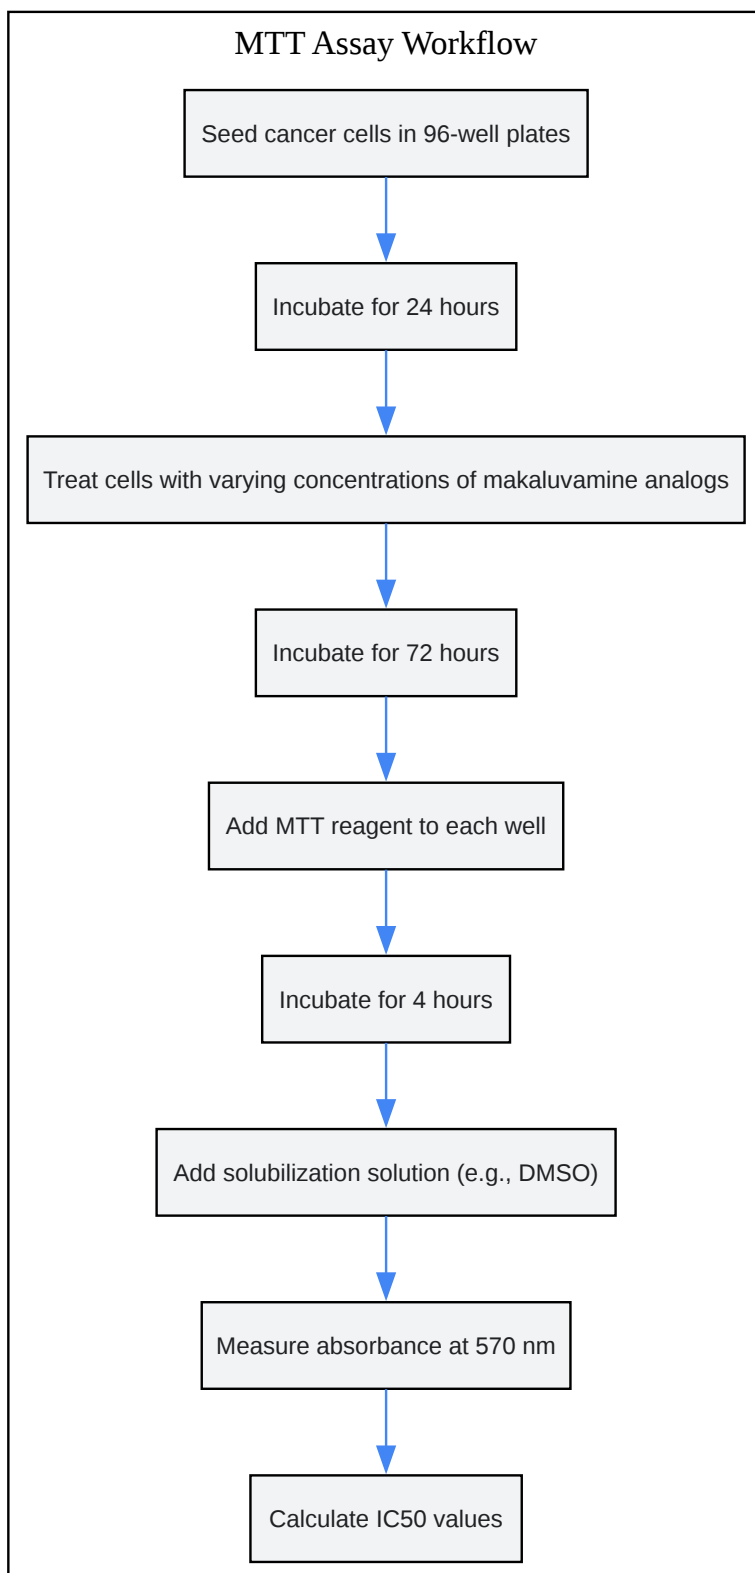 MTT Assay Workflow
Seed cancer cells in 96-well plates
Incubate for 24 hours
Treat cells with varying concentrations of makaluvamine analogs
Incubate for 72 hours
Add MTT reagent to each well
Incubate for 4 hours
Add solubilization solution (e.g., DMSO)
Measure absorbance at 570 nm
Calculate IC50 values